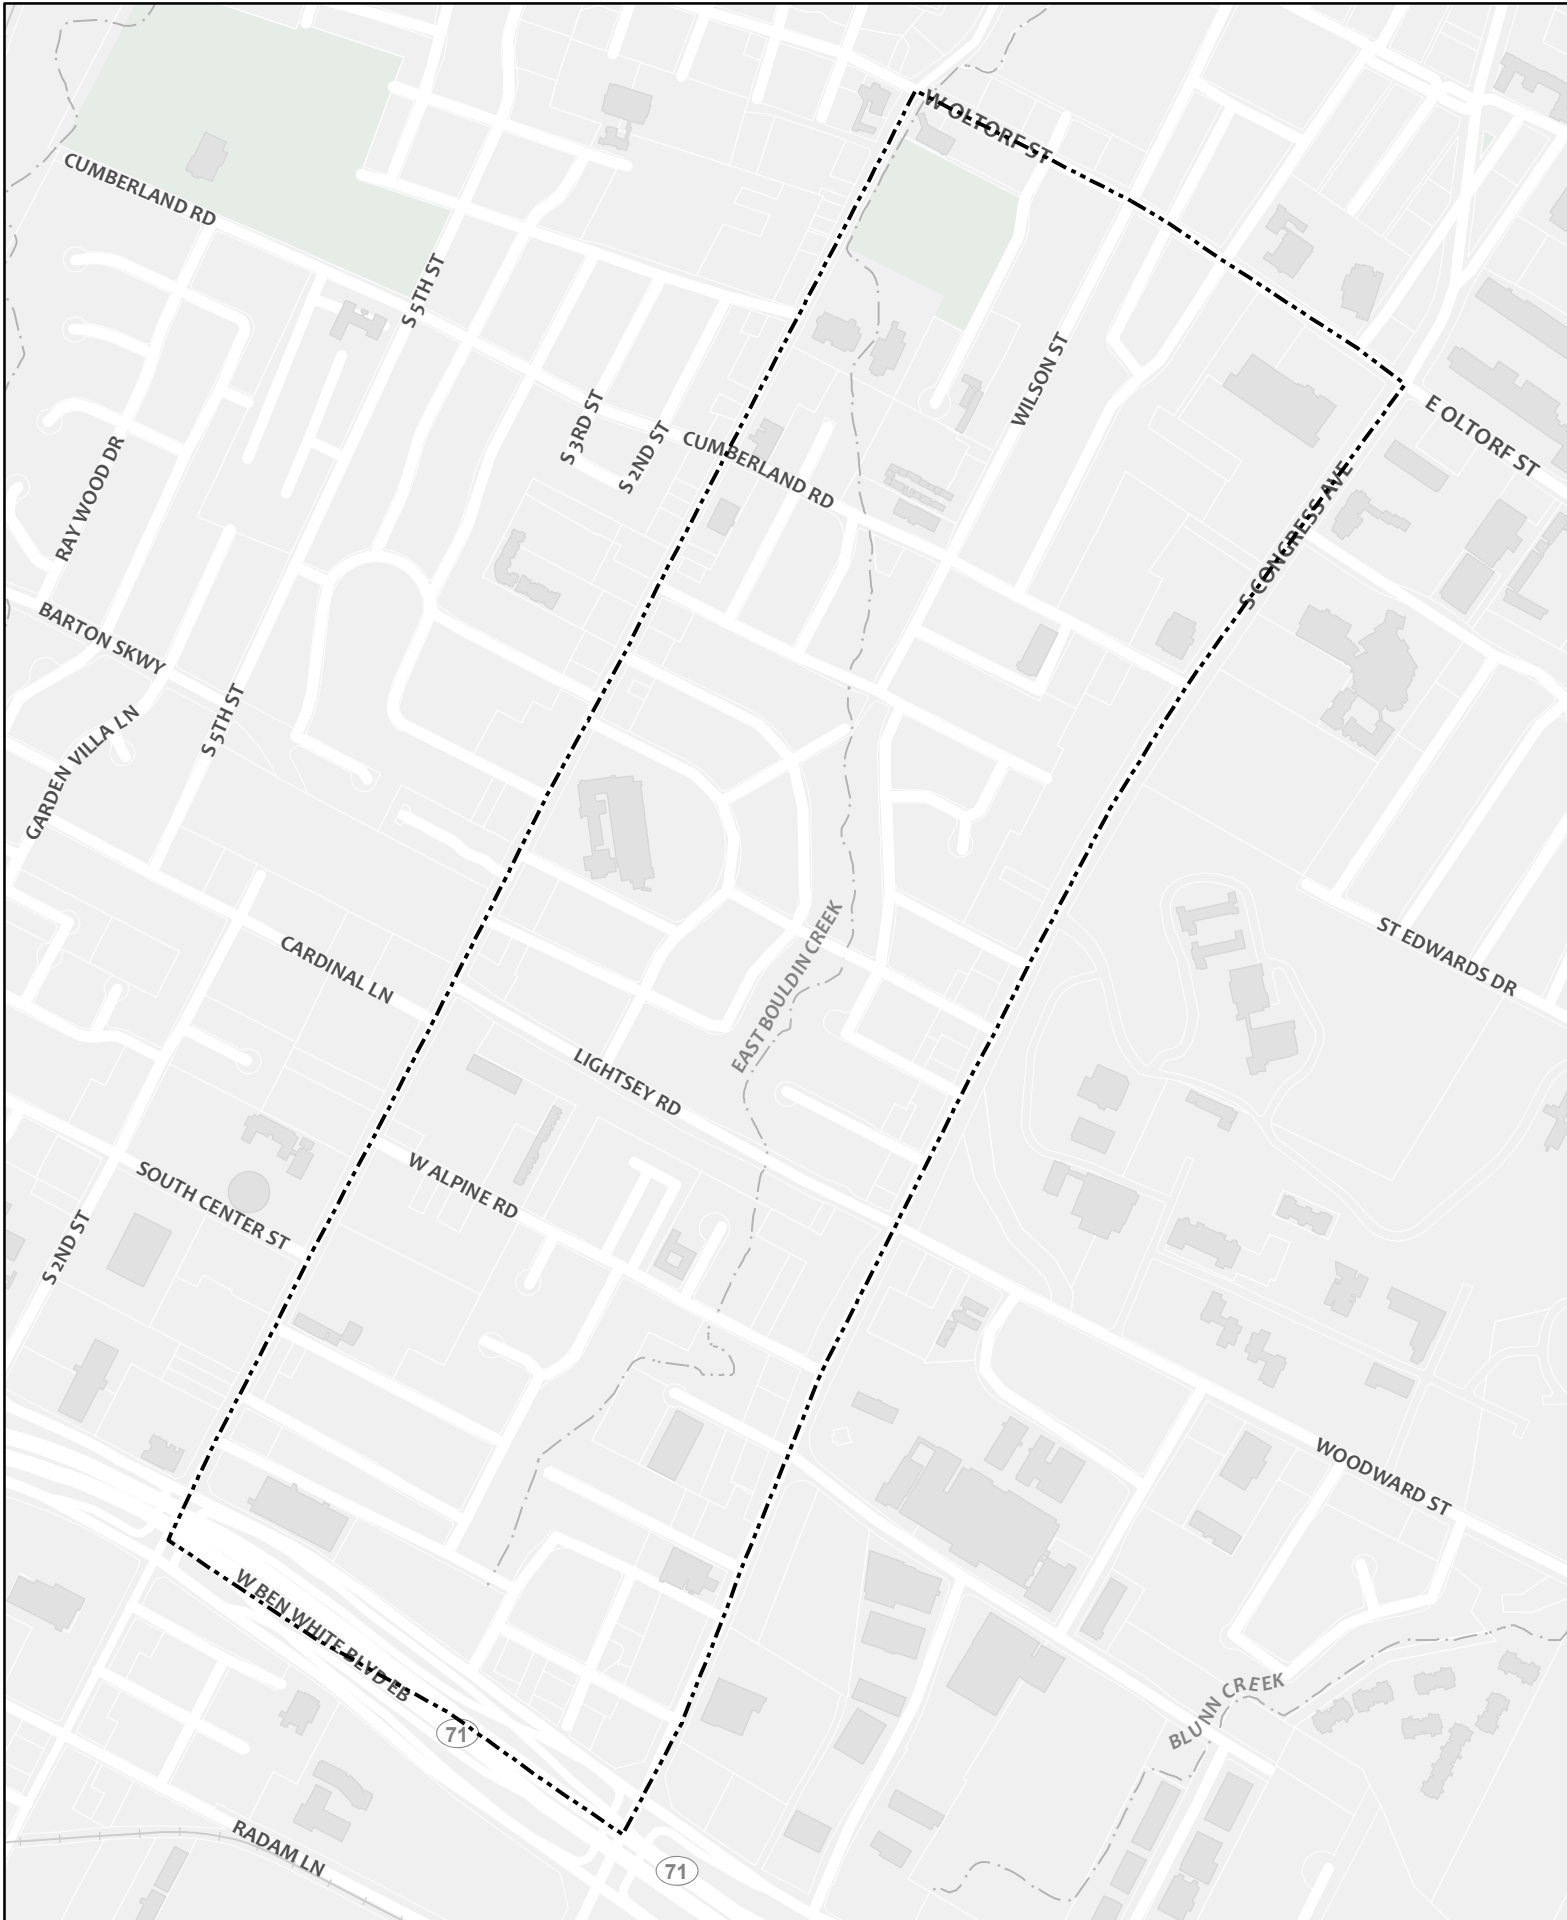 W OLTORF ST
CUMBERLAND RD
S 5TH ST
WILSON ST
E OLTORF ST
S 3RD ST
S 2ND ST
CUMBERLAND RD
RAY WOOD DR
S CONGRESS AVE
BARTON SKWY
S 5TH ST
GARDEN VILLA LN
CARDINAL LN
EAST BOULDIN CREEK
ST EDWARDS DR
LIGHTSEY RD
W ALPINE RD
SOUTH CENTER ST
S 2ND ST
WOODWARD ST
W BEN WHITE BLVD EB
BLUNN CREEK
71
RADAM LN
71